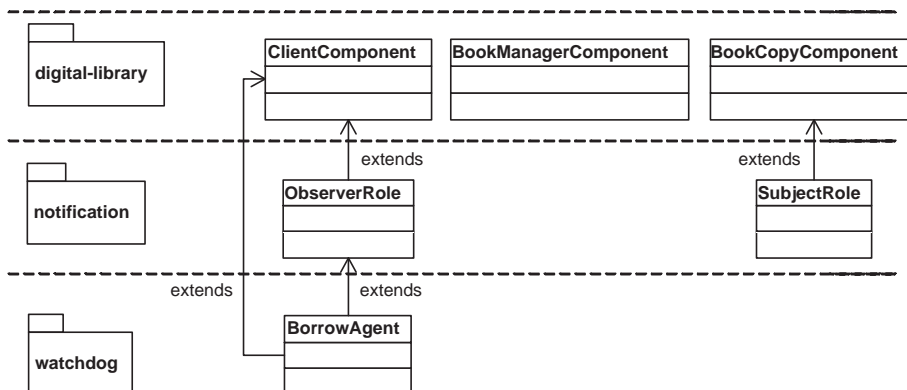 ClientComponent
BookManagerComponent
BookCopyComponent
digital-library
extends
extends
ObserverRole
SubjectRole
notification
extends
extends
BorrowAgent
watchdog